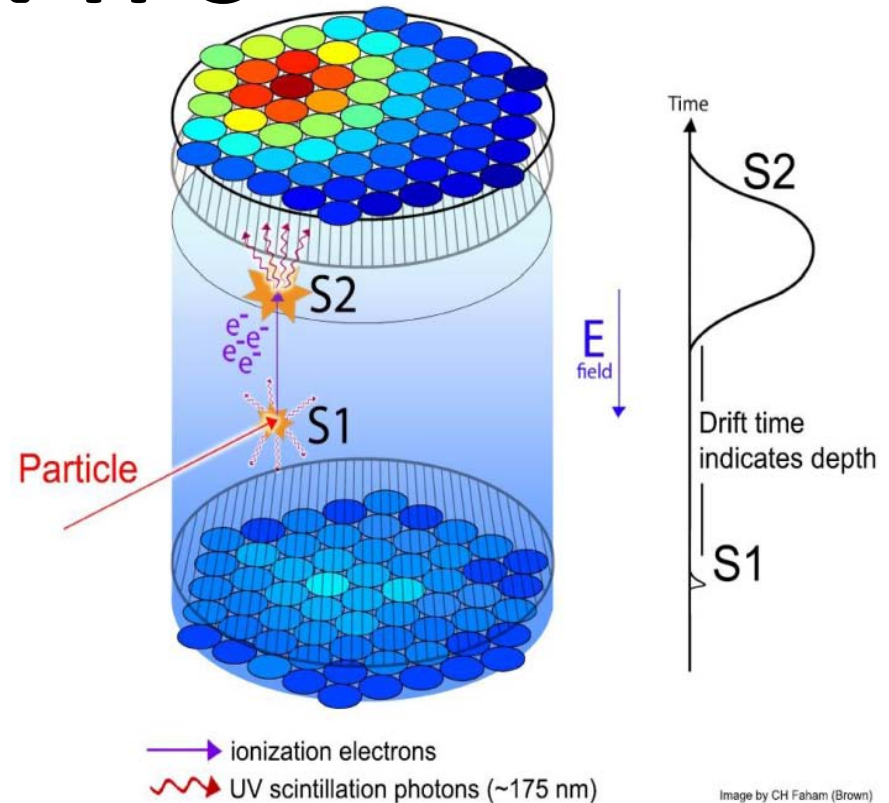 Time
S2
S2
e-
e-e-
e-
E
field
S1
Drift time
indicates depth
Particle
S1
ionization electrons
UV scintillation photons (~175 nm)
Image by CH Faham (Brown)